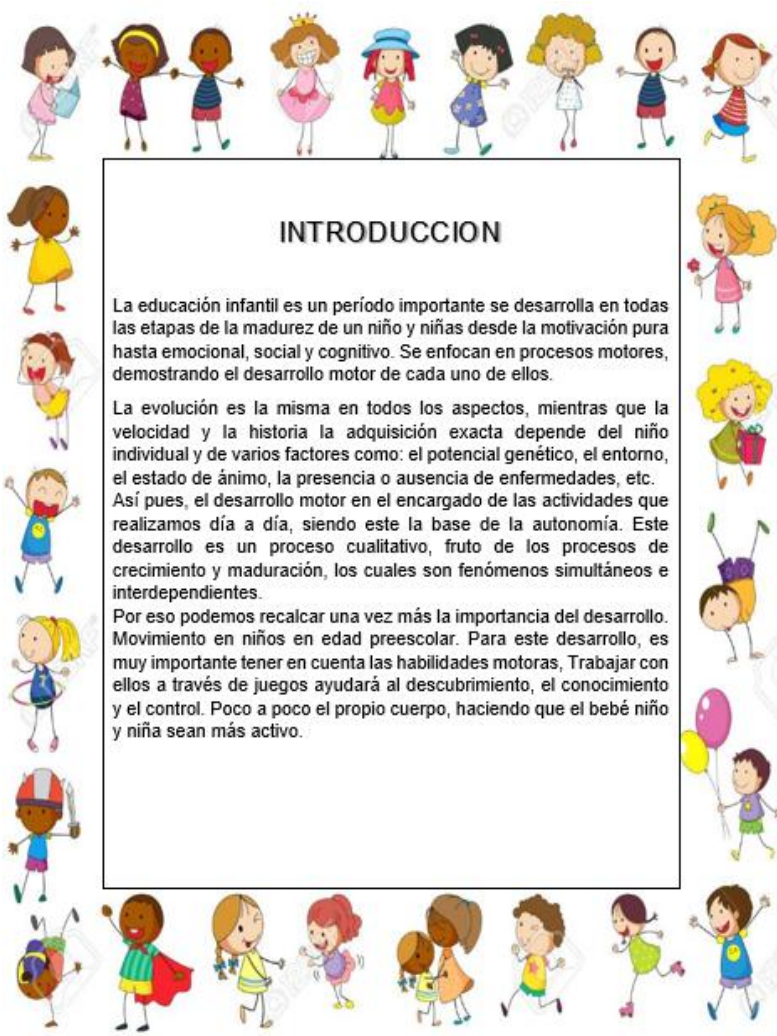 INTRODUCCION
La educación infantil es un período importante se desarrolla en todas
las etapas de la madurez de un niño y niñas desde la motivación pura
hasta emocional, social y cognitivo. Se enfocan en procesos motores,
demostrando el desarrollo motor de cada uno de ellos.
La evolución es la misma en todos los aspectos, mientras que la
velocidad y la historia la adquisición exacta depende del niño
individual y de varios factores como: el potencial genético, el entorno,
el estado de ánimo, la presencia o ausencia de enfermedades, etc.
Así pues, el desarrollo motor en el encargado de las actividades que
realizamos día a día, siendo este la base de la autonomía. Este
desarrollo es un proceso cualitativo, fruto de los procesos de
crecimiento y maduración, los cuales son fenómenos simultáneos e
interdependientes.
Por eso podemos recalcar una vez más la importancia del desarrollo.
Movimiento en niños en edad preescolar. Para este desarrollo, es
muy importante tener en cuenta las habilidades motoras, Trabajar con
ellos a través de juegos ayudará al descubrimiento, el conocimiento
y el control. Poco a poco el propio cuerpo, haciendo que el bebé niño
y niña sean más activo.